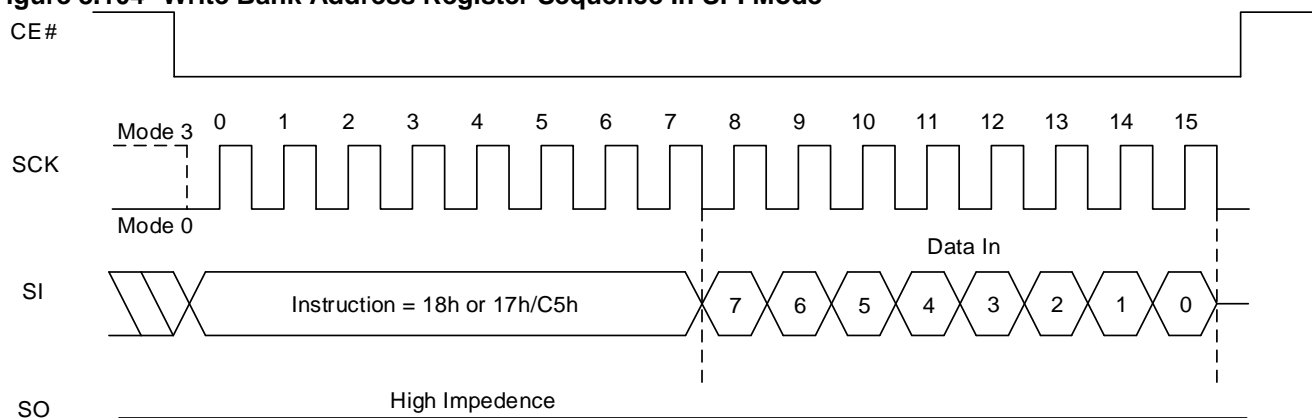 Figure 8.104 Write Bank Address Register Sequence In SPI Mode
CE#
Mode 3
0 1 2 3 4 5 6 7 8 9 10 11 12 13 14 15
SCK
Mode 0
Data In
SI
Instruction = 18h or 17h/C5h
7 6 5 4 3 2 1 0
High Impedence
SO